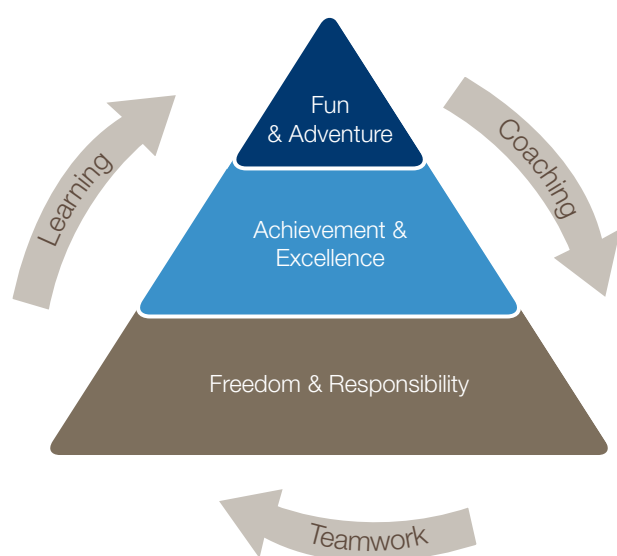 Fun
& Adventure
Learning
Coaching
Achievement &
Excellence
Freedom & Responsibility
Teamwork